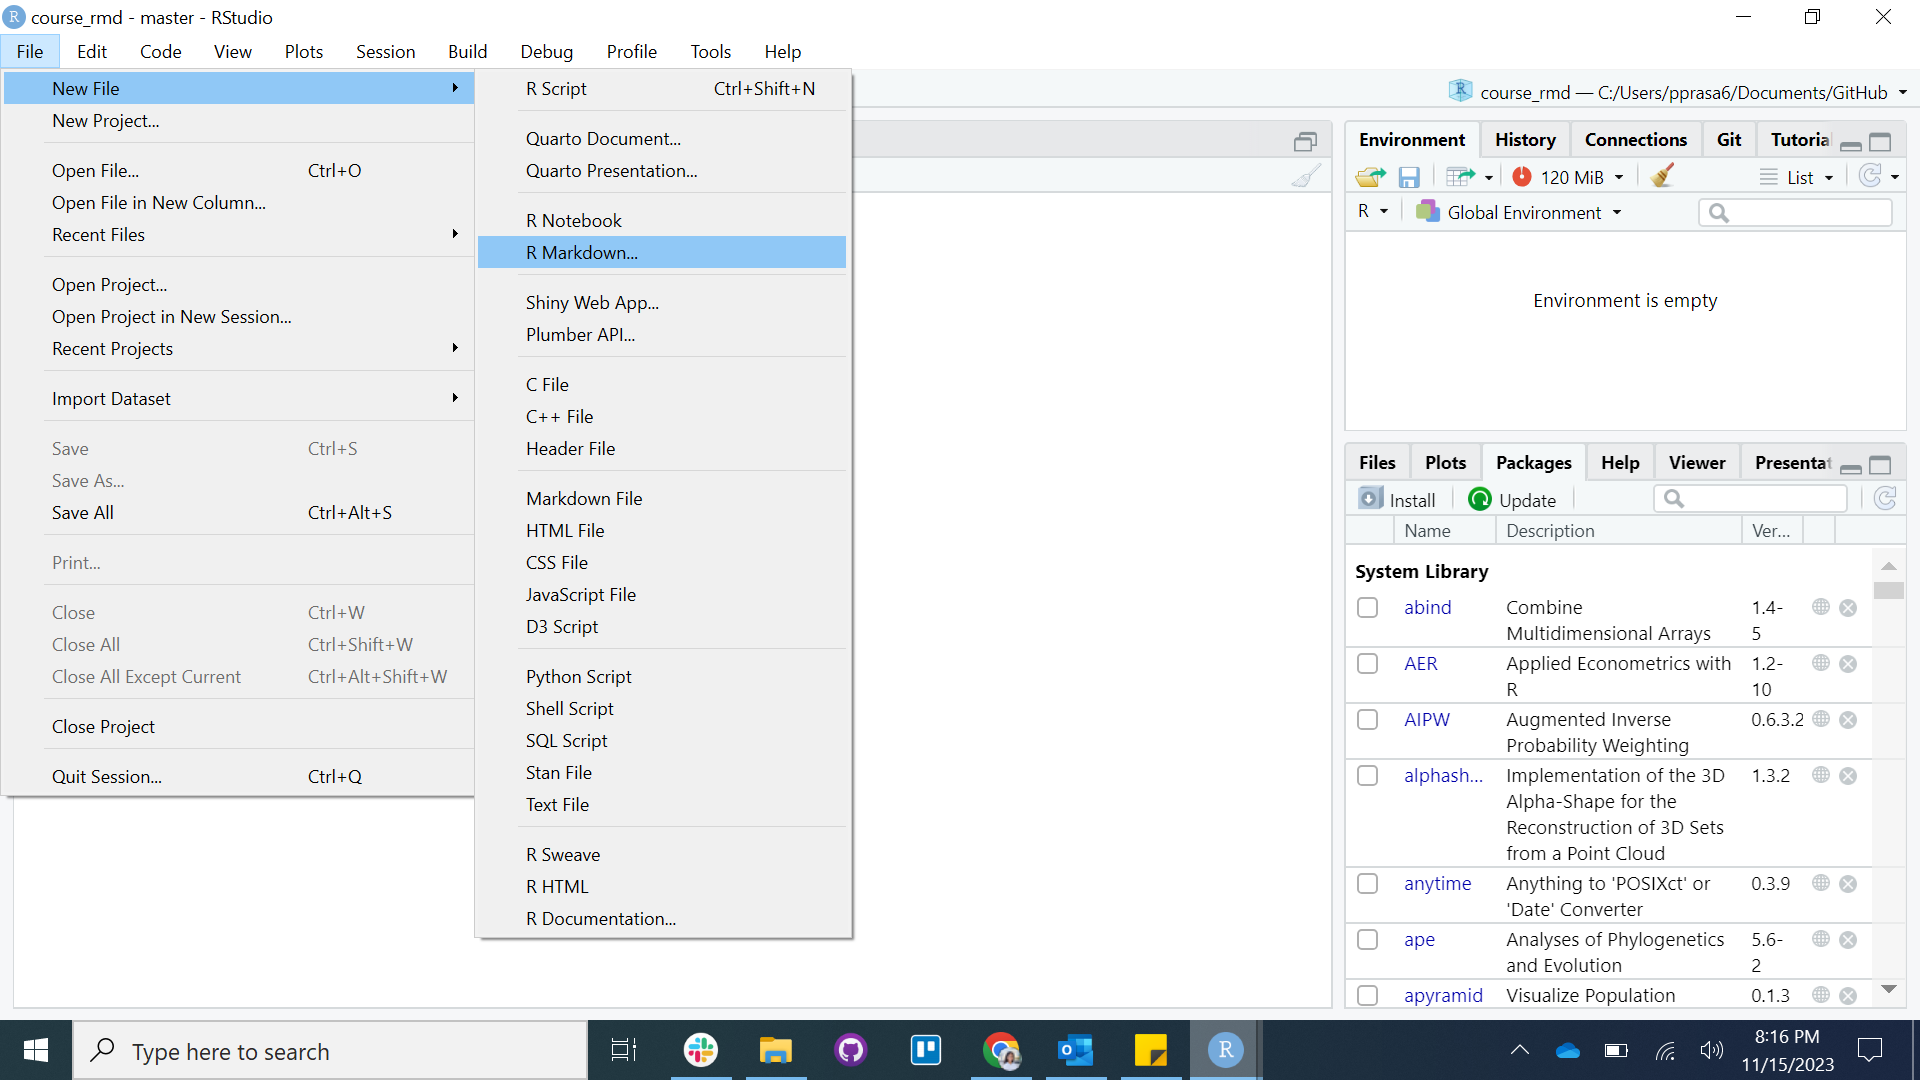 R course_rmd - master - RStudio
File Edit Code View Plots Session Build Debug Profile Tools Help
New File
New Project...
Open File... Ctrl+O
Open File in New Column...
Recent Files
Open Project...
Open Project in New Session...
Recent Projects
Import Dataset
Save Ctrl+S
Save As...
Save All Ctrl+Alt+S
Print...
Close Ctrl+W
Close All Ctrl+Shift+W
Close All Except Current Ctrl+Alt+Shift+W
Close Project
Quit Session... Ctrl+Q
R Script Ctrl+Shift+N
Quarto Document...
Quarto Presentation...
R Notebook
R Markdown...
Shiny Web App...
Plumber API...
C File
C++ File
Header File
Markdown File
HTML File
CSS File
JavaScript File
D3 Script
Python Script
Shell Script
SQL Script
Stan File
Text File
R Sweave
R HTML
R Documentation...
R course_rmd — C:/Users/pprasa6/Documents/GitHub
Environment History Connections Git Tutoria
120 MiB List
R Global Environment
Environment is empty
Files Plots Packages Help Viewer Presentat
Install Update
Name Description Ver...
System Library
abind Combine 1.4-
Multidimensional Arrays 5
AER Applied Econometrics with 1.2-
R 10
AIPW Augmented Inverse 0.6.3.2
Probability Weighting
alphash... Implementation of the 3D 1.3.2
Alpha-Shape for the
Reconstruction of 3D Sets
from a Point Cloud
anytime Anything to 'POSIXct' or 0.3.9
'Date' Converter
ape Analyses of Phylogenetics 5.6-
and Evolution 2
apyramid Visualize Population 0.1.3
Type here to search
R
8:16 PM
11/15/2023